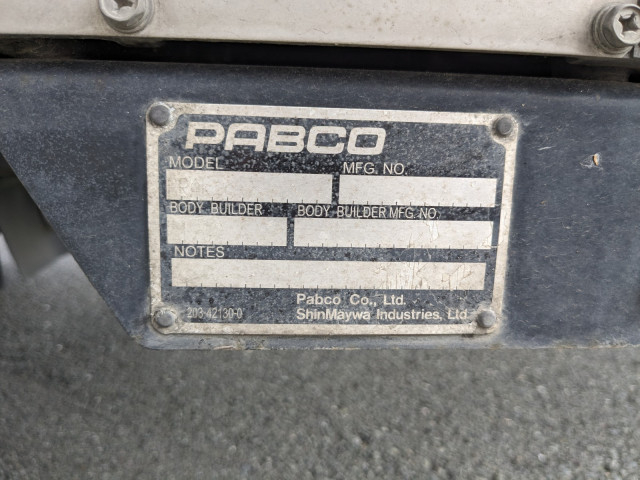 PABCO
MODEL MFG. NO.
BODY BUILDER BODY BUILDER MFG. NO.
NOTES
Pabco Co., Ltd.
203-42130-0 ShinMaywa Industries, Ltd.